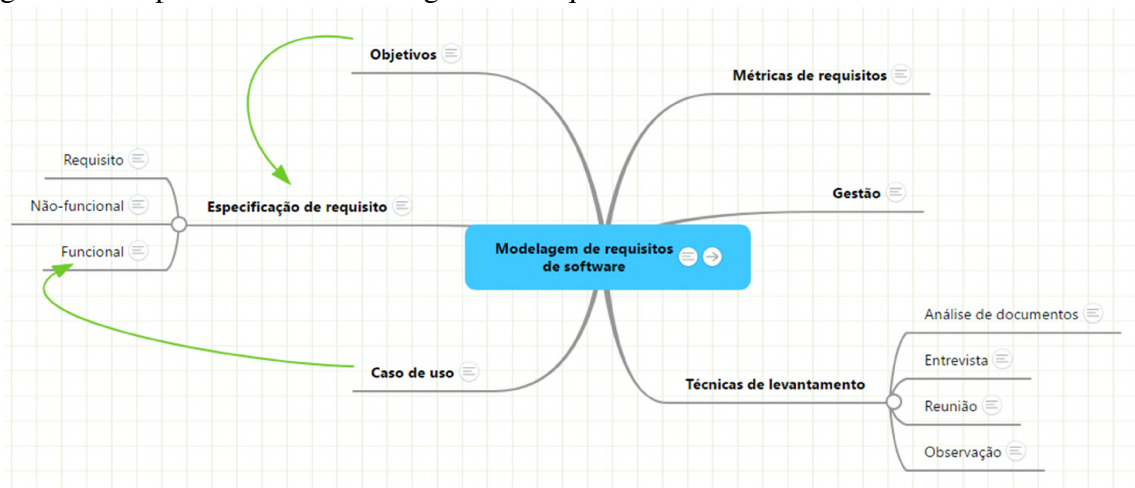 Objetivos
Métricas de requisitos
Requisito
Gestão
Não-funcional
Especificação de requisito
Funcional
Modelagem de requisitos
de software
Análise de documentos
Entrevista
Caso de uso
Técnicas de levantamento
Reunião
Observação